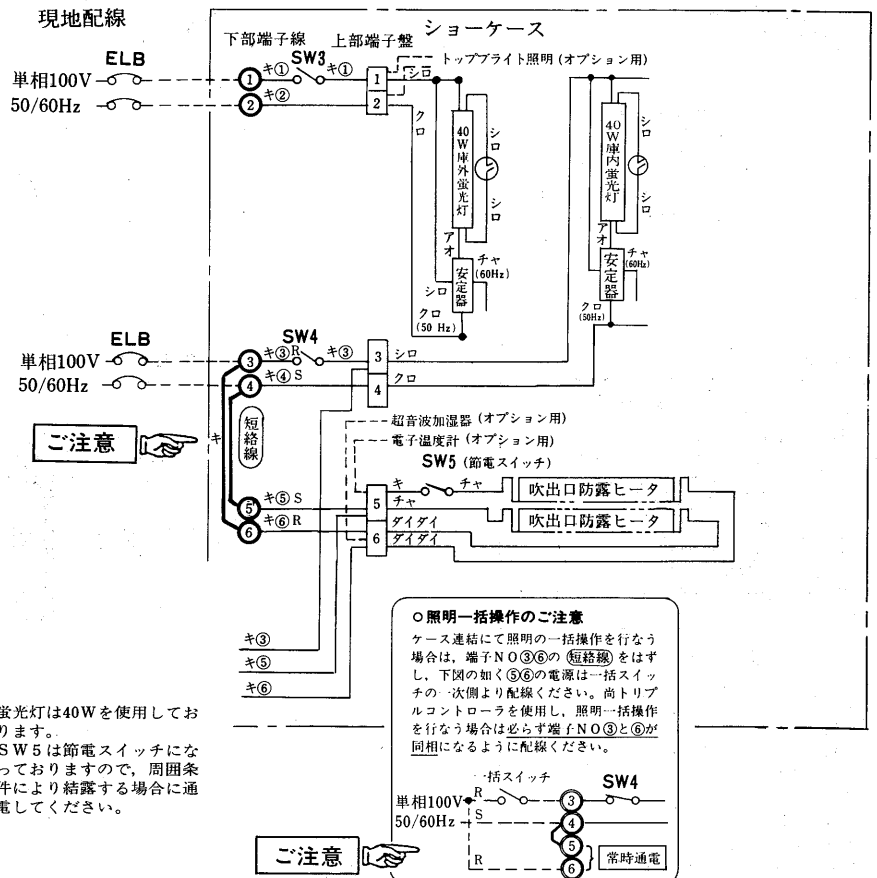 現地配線
ショーケース
下部端子線
上部端子盤
ELB
SW3
トップブライト照明(オプション用)
単相100V
50/60Hz
①
キ①
キ①
1
シロ
②
キ②
2
クロ
40W庫外蛍光灯
シロ
シロ
アオ
安定器
チャ
(60Hz)
シロ
クロ
(50 Hz)
40W庫内蛍光灯
シロ
シロ
アオ
安定器
チャ
(60Hz)
クロ
(50Hz)
ELB
SW4
単相100V
50/60Hz
③
キ③R
キ③
3
シロ
④
キ④ S
4
クロ
ご注意
キ
短絡線
超音波加湿器(オプション用)
電子温度計(オプション用)
SW5(節電スイッチ)
キ
チャ
吹出口防露ヒータ
⑤
キ⑤ S
5
チャ
吹出口防露ヒータ
⑥
キ⑥ R
6
ダイダイ
ダイダイ
キ③
キ⑤
キ⑥
蛍光灯は40Wを使用してお
ります。
SW5は節電スイッチにな
っておりますので,周囲条
件により結露する場合に通
電してください。
○照明一括操作のご注意
ケース連結にて照明の一括操作を行なう
場合は,端子NO③⑥の 短絡線 をはず
し,下図の如く⑤⑥の電源は一括スイッ
チの一次側より配線ください。尚トリプ
ルコントローラを使用し,照明一括操作
を行なう場合は必らず端子NO③と⑥が
同相になるように配線ください。
一括スイッチ
SW4
単相100V
R
③
50/60Hz
S
④
⑤
常時通電
R
⑥
ご注意